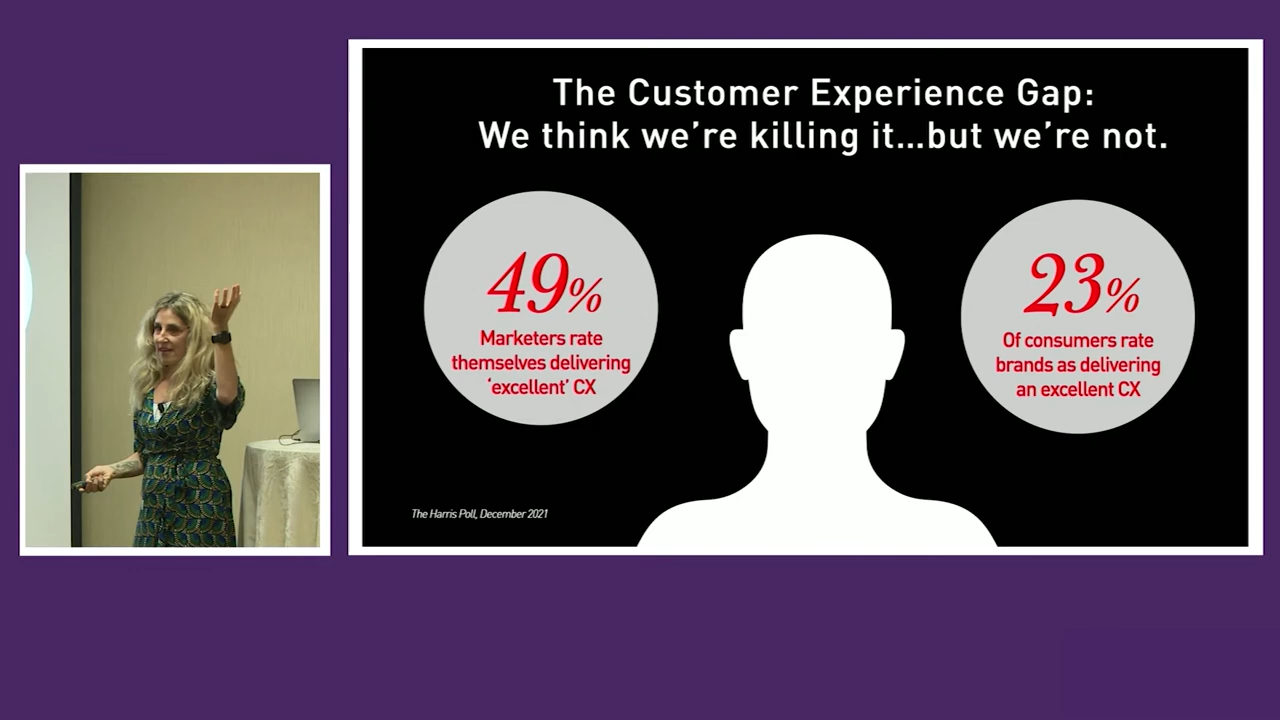 The Customer Experience Gap:
We think we're killing it...but we're not.
49%
Marketers rate
themselves delivering
'excellent' CX
23%
Of consumers rate
brands as delivering
an excellent CX
The Harris Poll, December 2021